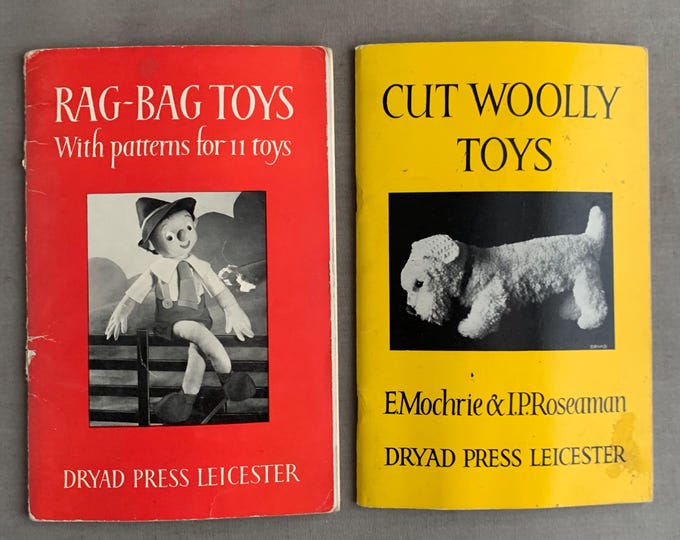 RAG-BAG TOYS
With patterns for 11 toys
DRYAD PRESS LEICESTER
CUT WOOLLY
TOYS
DRYAD
E.Mochrie & I.P.Roseaman
DRYAD PRESS LEICESTER